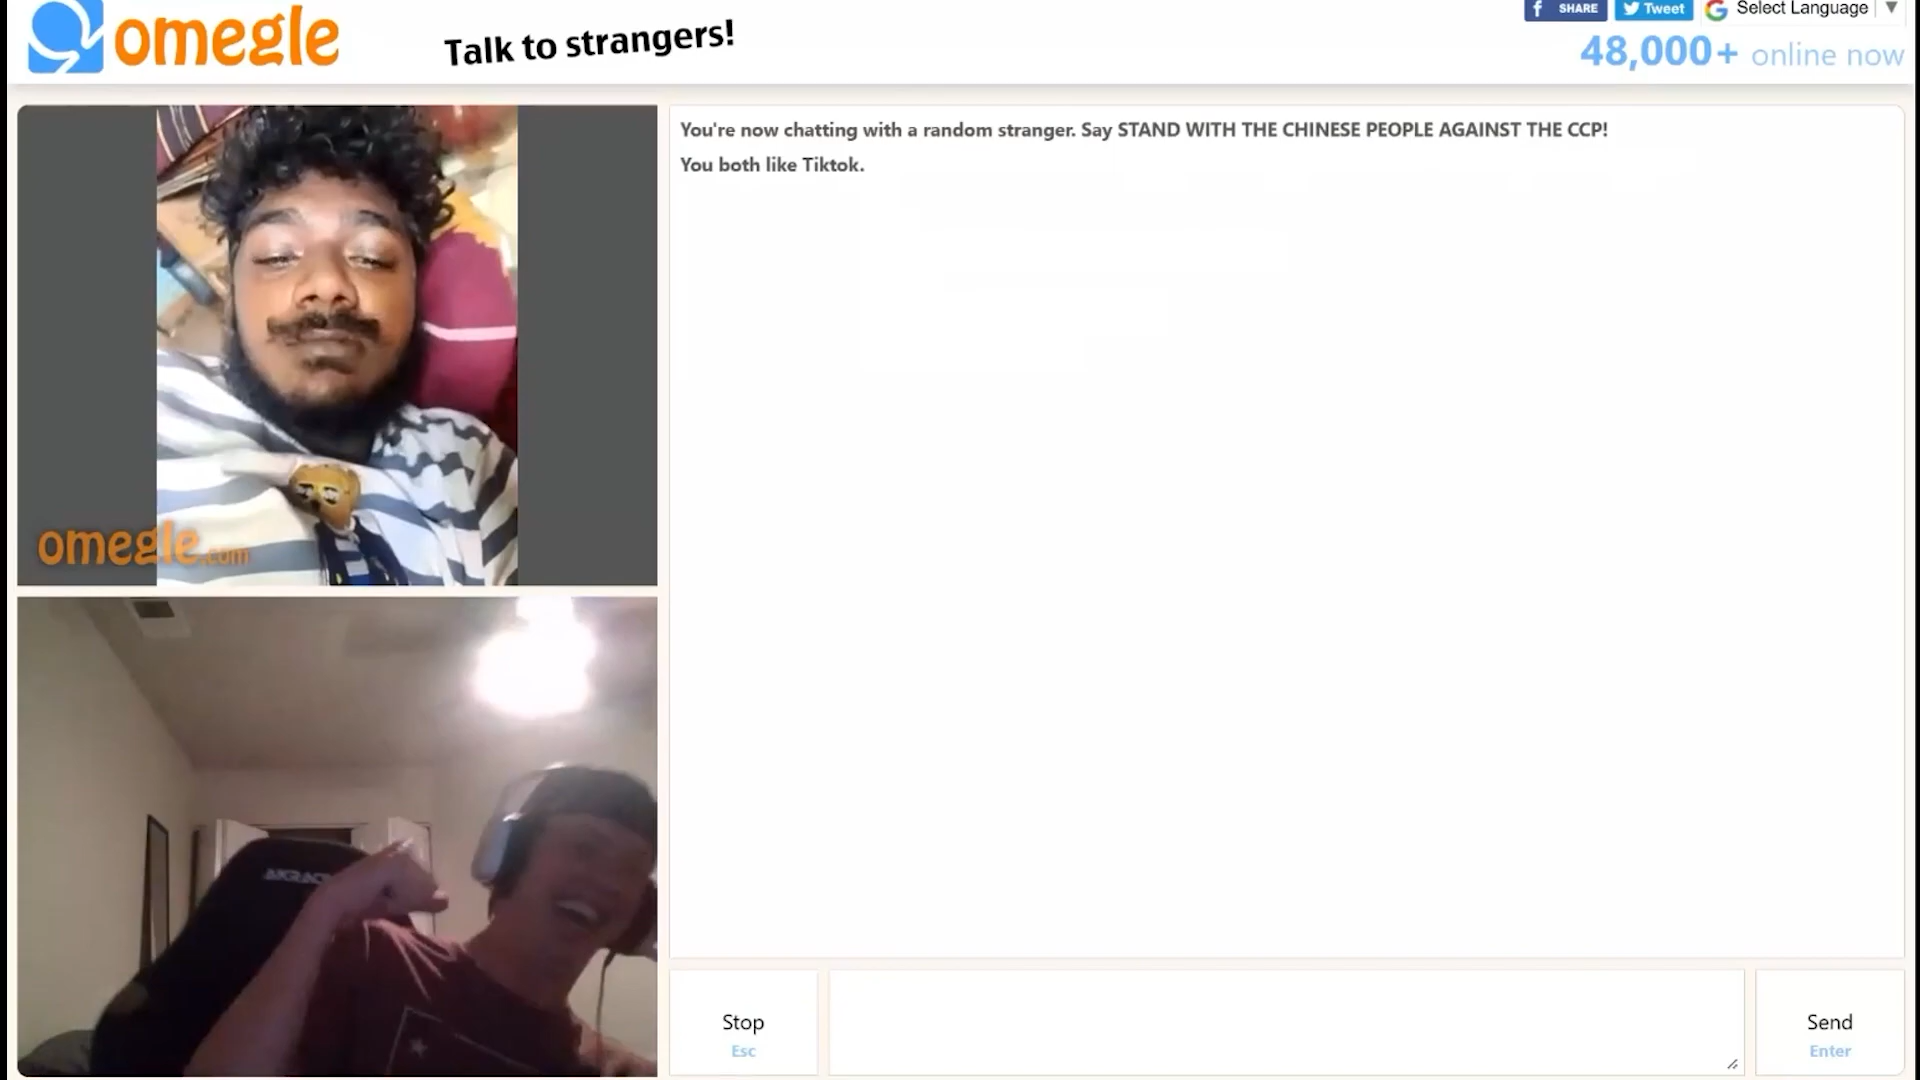 omegle
Talk to strangers!
SHARE
Tweet
Select Language
48,000+ online now
You're now chatting with a random stranger. Say STAND WITH THE CHINESE PEOPLE AGAINST THE CCP!
You both like Tiktok.
omegle.com
AKRACING
Stop
Esc
Send
Enter